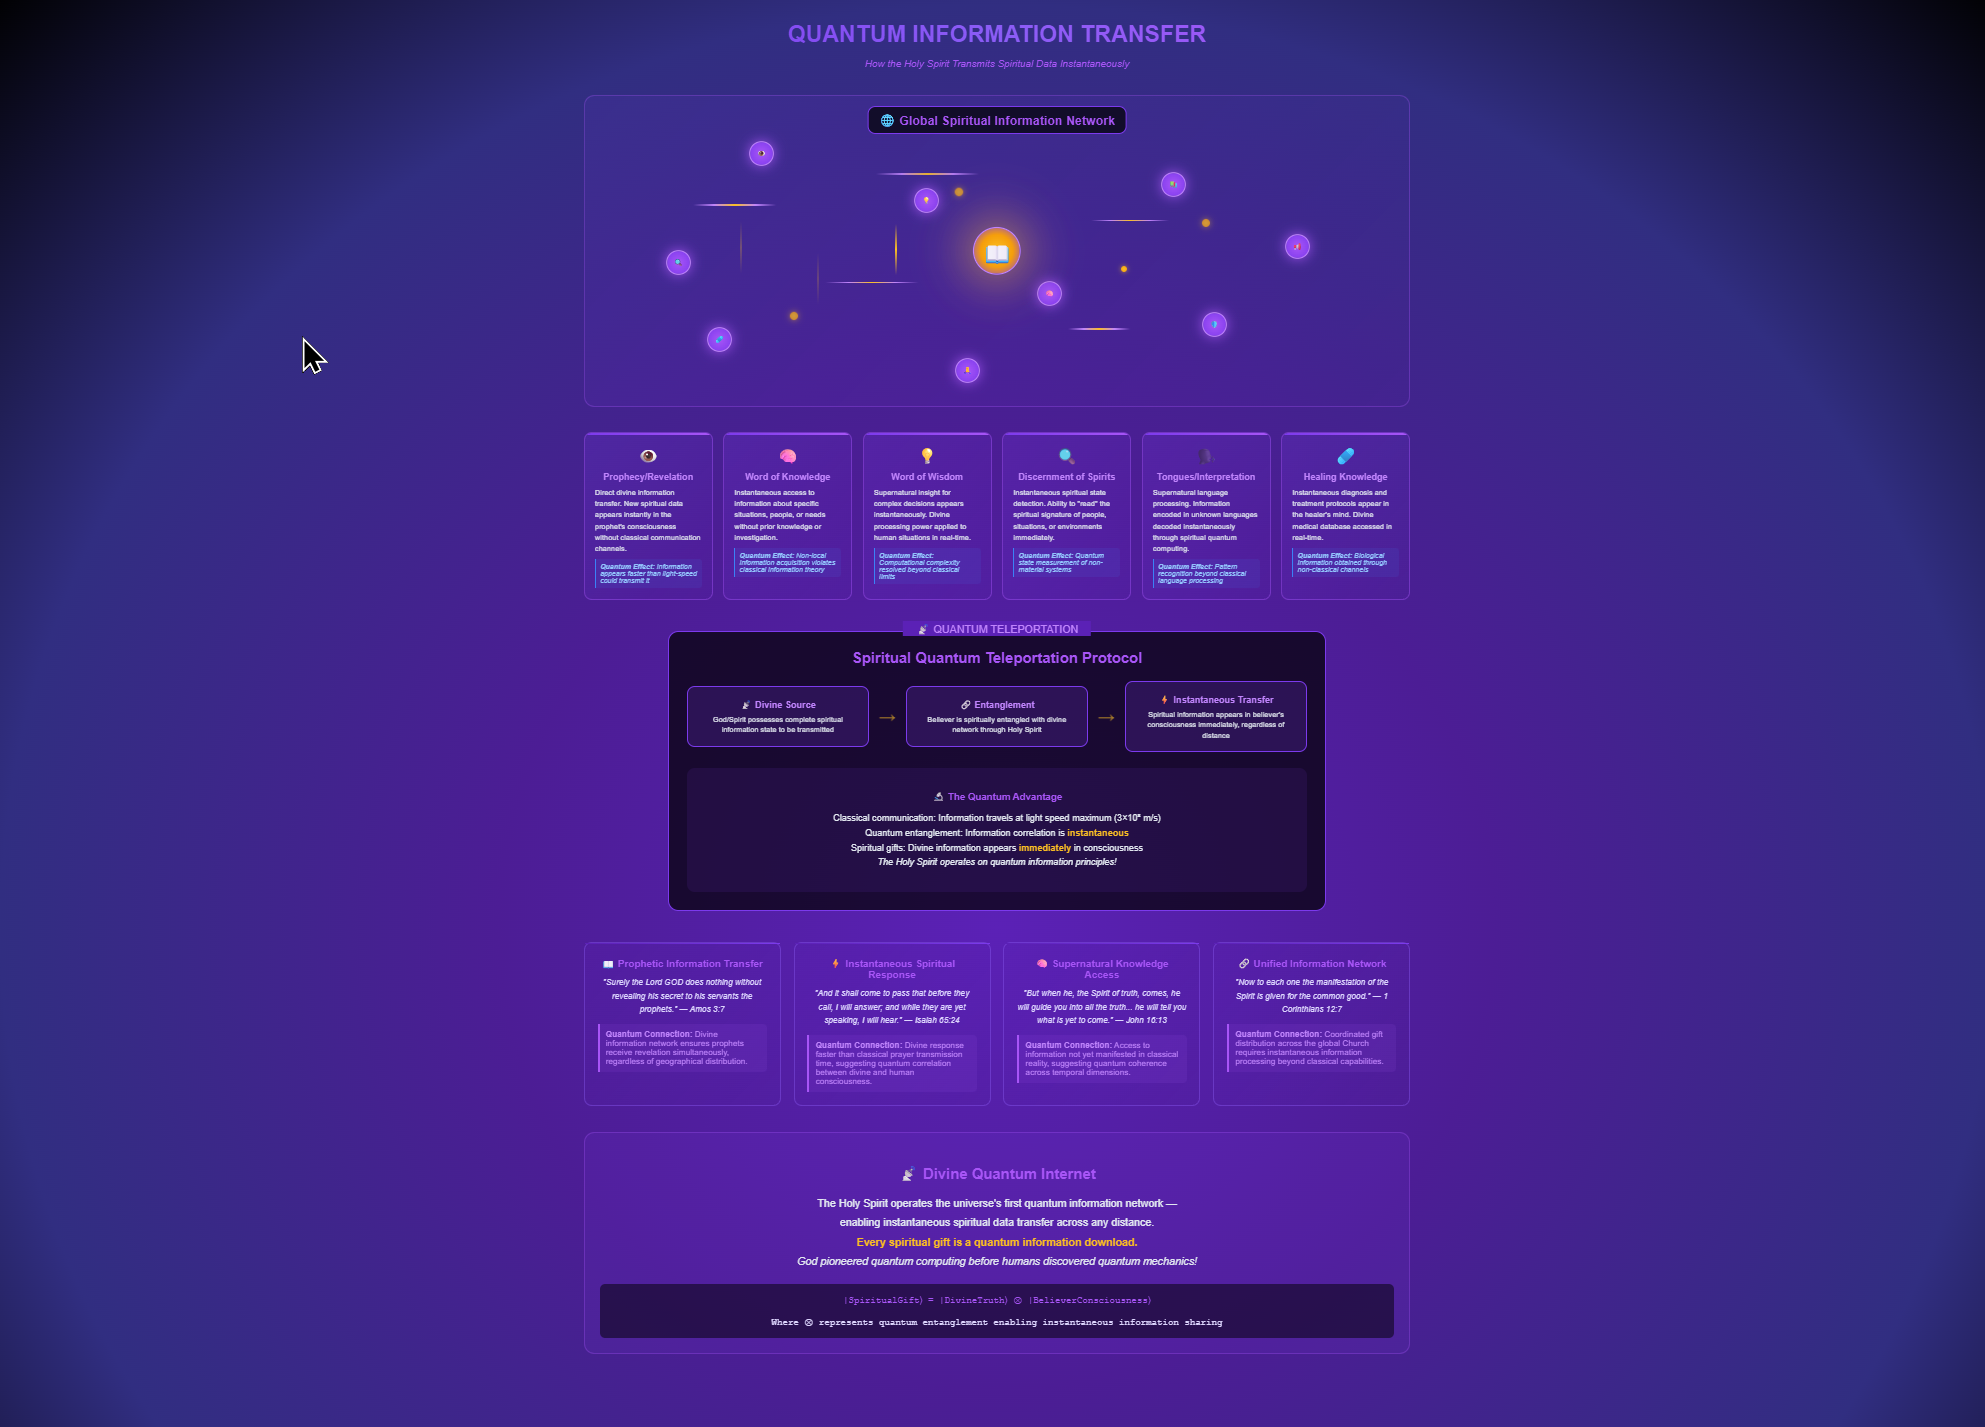 QUANTUM INFORMATION TRANSFER
How the Holy Spirit Transmits Spiritual Data Instantaneously
🌐 Global Spiritual Information Network
Prophecy/Revelation
Direct divine information
transfer. New spiritual data
appears instantly in the
prophet's consciousness
without classical communication
channels.
Quantum Effect: Information
appears faster than light-speed
could transmit it
Word of Knowledge
Instantaneous access to
information about specific
situations, people, or needs
without prior knowledge or
investigation.
Quantum Effect: Non-local
information acquisition violates
classical information theory
Word of Wisdom
Supernatural insight for
complex decisions appears
instantaneously. Divine
processing power applied to
human situations in real-time.
Quantum Effect:
Computational complexity
resolved beyond classical
limits
Discernment of Spirits
Instantaneous spiritual state
detection. Ability to "read" the
spiritual signature of people,
situations, or environments
immediately.
Quantum Effect: Quantum
state measurement of non-
material systems
Tongues/Interpretation
Supernatural language
processing. Information
encoded in unknown languages
decoded instantaneously
through spiritual quantum
computing.
Quantum Effect: Pattern
recognition beyond classical
language processing
Healing Knowledge
Instantaneous diagnosis and
treatment protocols appear in
the healer's mind. Divine
medical database accessed in
real-time.
Quantum Effect: Biological
information obtained through
non-classical channels
📡 QUANTUM TELEPORTATION
Spiritual Quantum Teleportation Protocol
📡 Divine Source
God/Spirit possesses complete spiritual
information state to be transmitted
→
🔗 Entanglement
Believer is spiritually entangled with divine
network through Holy Spirit
→
⚡ Instantaneous Transfer
Spiritual information appears in believer's
consciousness immediately, regardless of
distance
🔬 The Quantum Advantage
Classical communication: Information travels at light speed maximum (3×10⁸ m/s)
Quantum entanglement: Information correlation is instantaneous
Spiritual gifts: Divine information appears immediately in consciousness
The Holy Spirit operates on quantum information principles!
📖 Prophetic Information Transfer
"Surely the Lord GOD does nothing without
revealing his secret to his servants the
prophets." — Amos 3:7
Quantum Connection: Divine
information network ensures prophets
receive revelation simultaneously,
regardless of geographical distribution.
⚡ Instantaneous Spiritual
Response
"And it shall come to pass that before they
call, I will answer; and while they are yet
speaking, I will hear." — Isaiah 65:24
Quantum Connection: Divine response
faster than classical prayer transmission
time, suggesting quantum correlation
between divine and human
consciousness.
🧠 Supernatural Knowledge
Access
"But when he, the Spirit of truth, comes, he
will guide you into all the truth... he will tell you
what is yet to come." — John 16:13
Quantum Connection: Access to
information not yet manifested in classical
reality, suggesting quantum coherence
across temporal dimensions.
🔗 Unified Information Network
"Now to each one the manifestation of the
Spirit is given for the common good." — 1
Corinthians 12:7
Quantum Connection: Coordinated gift
distribution across the global Church
requires instantaneous information
processing beyond classical capabilities.
📡 Divine Quantum Internet
The Holy Spirit operates the universe's first quantum information network —
enabling instantaneous spiritual data transfer across any distance.
Every spiritual gift is a quantum information download.
God pioneered quantum computing before humans discovered quantum mechanics!
|SpiritualGift⟩ = |DivineTruth⟩ ⊗ |BelieverConsciousness⟩
Where ⊗ represents quantum entanglement enabling instantaneous information sharing